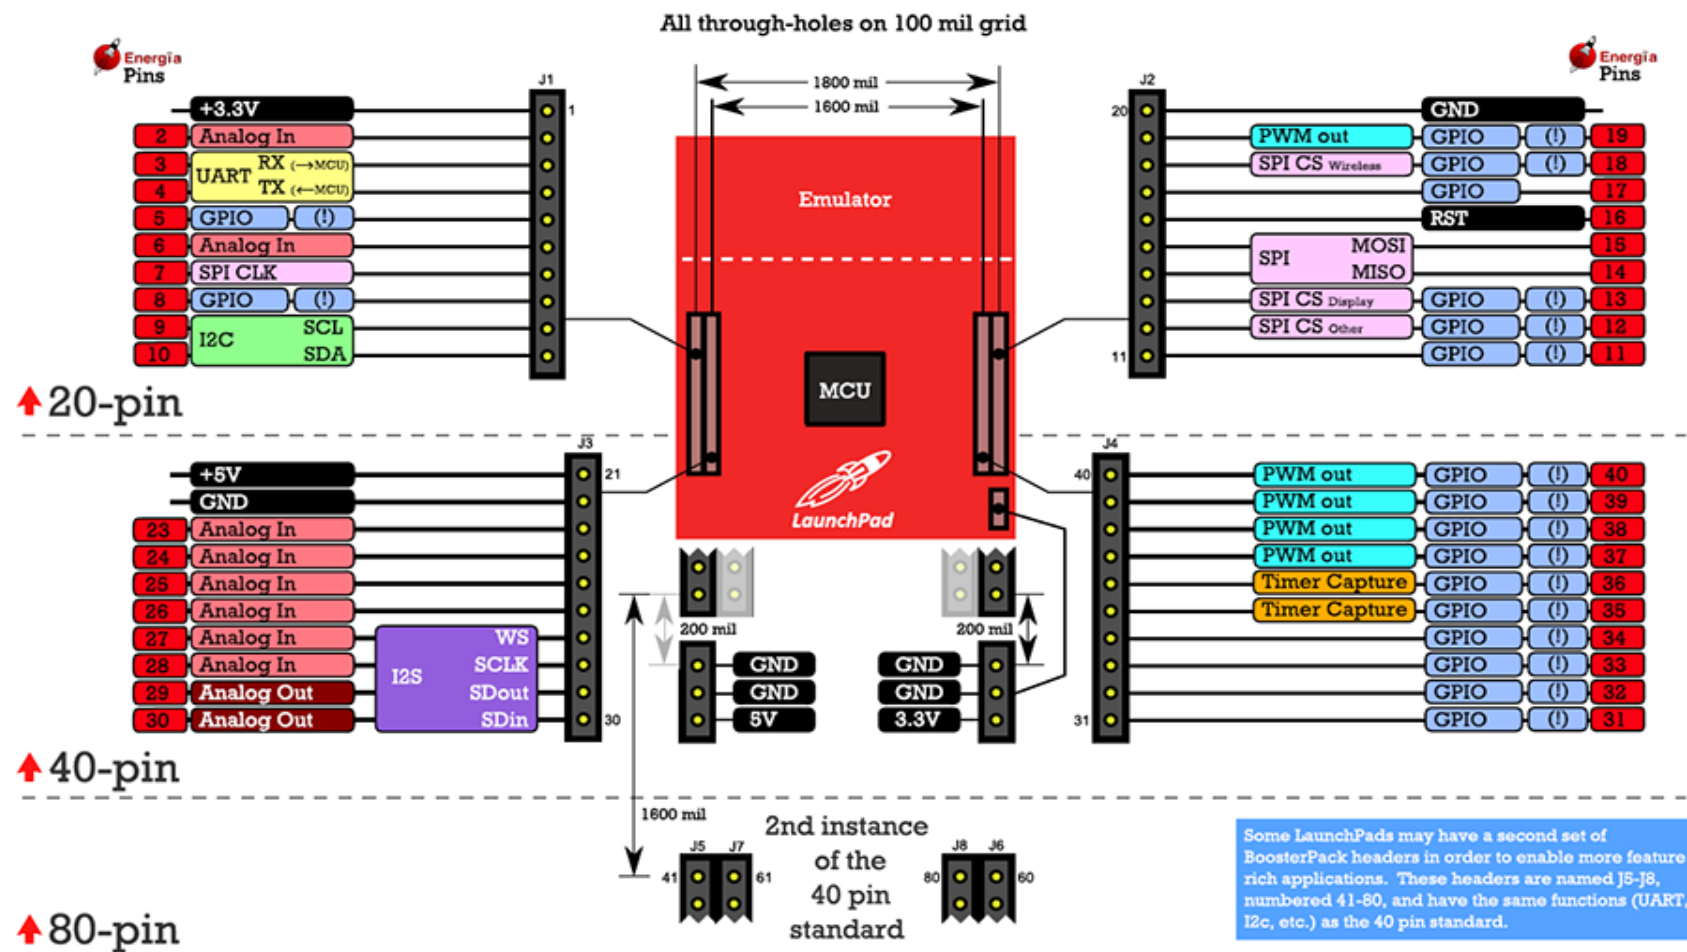 All through-holes on 100 mil grid
Energïa
Pins
Energïa
Pins
1800 mil
1600 mil
J1
1
+3.3V
2 Analog In
3 UART RX (→MCU)
4 TX (←MCU)
5 GPIO (!)
6 Analog In
7 SPI CLK
8 GPIO (!)
9 I2C SCL
10 SDA
J2
20
11
GND
PWM out GPIO (!) 19
SPI CS Wireless GPIO (!) 18
GPIO 17
RST 16
SPI MOSI 15
MISO 14
SPI CS Display GPIO (!) 13
SPI CS Other GPIO (!) 12
GPIO (!) 11
Emulator
MCU
LaunchPad
20-pin
J3
21
30
+5V
GND
23 Analog In
24 Analog In
25 Analog In
26 Analog In
27 Analog In WS
28 Analog In I2S SCLK
29 Analog Out SDout
30 Analog Out SDin
J4
40
31
PWM out GPIO (!) 40
PWM out GPIO (!) 39
PWM out GPIO (!) 38
PWM out GPIO (!) 37
Timer Capture GPIO (!) 36
Timer Capture GPIO (!) 35
GPIO (!) 34
GPIO (!) 33
GPIO (!) 32
GPIO (!) 31
200 mil
200 mil
GND GND
GND GND
5V 3.3V
40-pin
1600 mil
2nd instance
of the
40 pin
standard
J5 J7
41 61
J8 J6
80 60
80-pin
Some LaunchPads may have a second set of
BoosterPack headers in order to enable more feature
rich applications. These headers are named J5-J8,
numbered 41-80, and have the same functions (UART,
I2c, etc.) as the 40 pin standard.